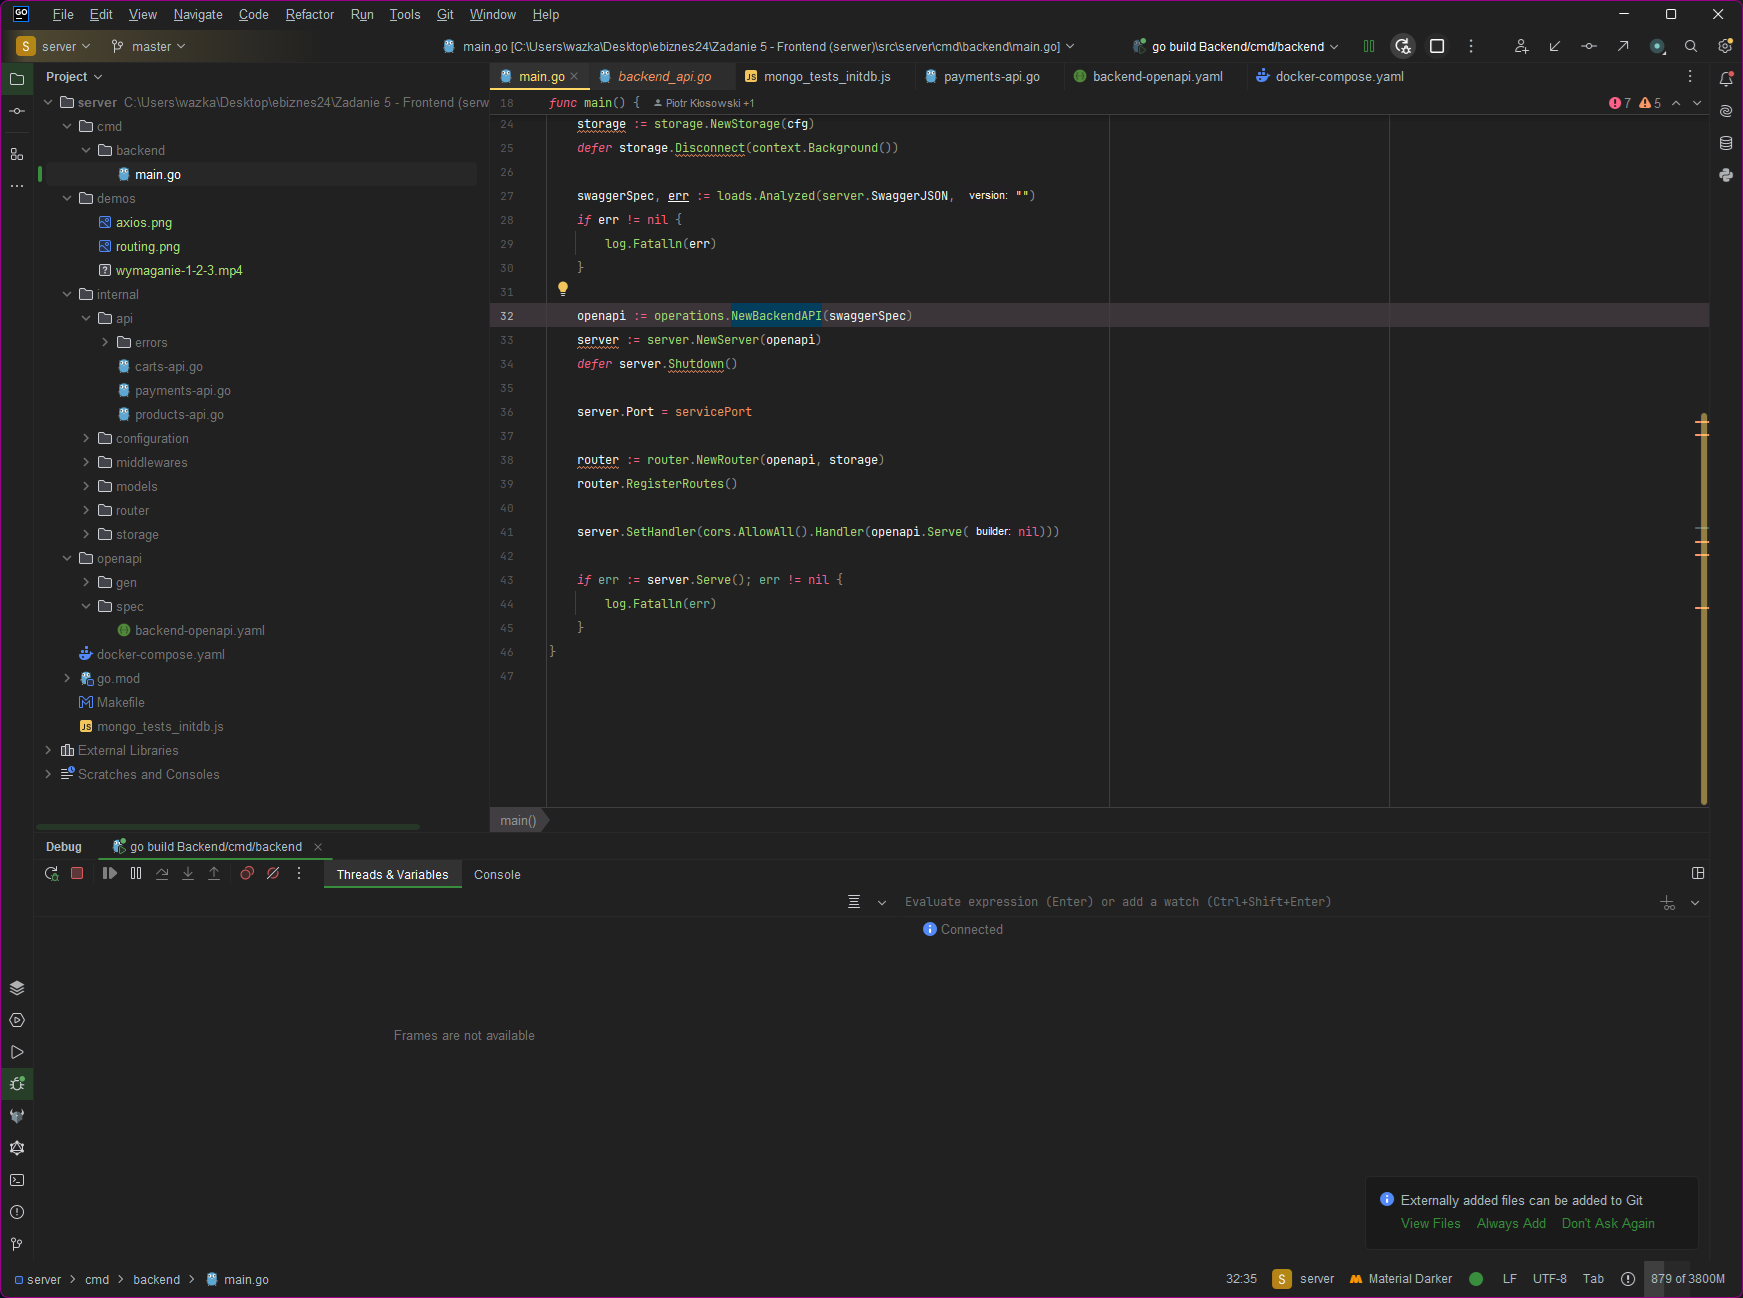 GO File Edit View Navigate Code Refactor Run Tools Git Window Help
S server master main.go [C:\Users\wazka\Desktop\ebiznes24\Zadanie 5 - Frontend (serwer)\src\server\cmd\backend\main.go] go build Backend/cmd/backend
Project
server C:\Users\wazka\Desktop\ebiznes24\Zadanie 5 - Frontend (serw
cmd
backend
main.go
demos
axios.png
routing.png
wymaganie-1-2-3.mp4
internal
api
errors
carts-api.go
payments-api.go
products-api.go
configuration
middlewares
models
router
storage
openapi
gen
spec
backend-openapi.yaml
docker-compose.yaml
go.mod
Makefile
JS mongo_tests_initdb.js
External Libraries
Scratches and Consoles
main.go backend_api.go JS mongo_tests_initdb.js payments-api.go backend-openapi.yaml docker-compose.yaml
18 func main() { Piotr Kłosowski +1 7 5
24 storage := storage.NewStorage(cfg)
25 defer storage.Disconnect(context.Background())
26
27 swaggerSpec, err := loads.Analyzed(server.SwaggerJSON, version: "")
28 if err != nil {
29 log.Fatalln(err)
30 }
31
32 openapi := operations.NewBackendAPI(swaggerSpec)
33 server := server.NewServer(openapi)
34 defer server.Shutdown()
35
36 server.Port = servicePort
37
38 router := router.NewRouter(openapi, storage)
39 router.RegisterRoutes()
40
41 server.SetHandler(cors.AllowAll().Handler(openapi.Serve( builder: nil)))
42
43 if err := server.Serve(); err != nil {
44 log.Fatalln(err)
45 }
46 }
47
main()
Debug go build Backend/cmd/backend
Threads & Variables Console
Evaluate expression (Enter) or add a watch (Ctrl+Shift+Enter)
Connected
Frames are not available
Externally added files can be added to Git
View Files Always Add Don't Ask Again
server cmd backend main.go 32:35 S server Material Darker LF UTF-8 Tab 879 of 3800M